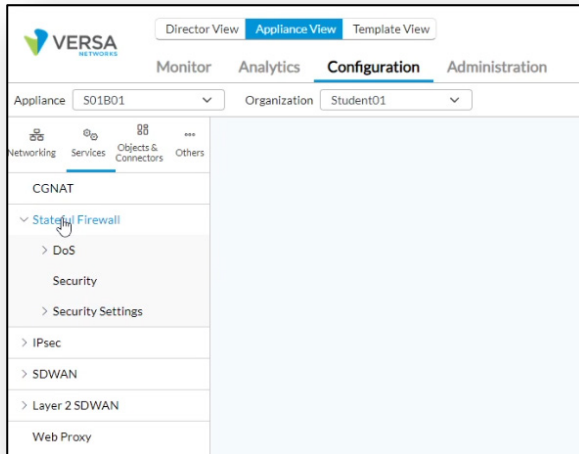 VERSA
NETWORKS
Director View Appliance View Template View
Monitor Analytics Configuration Administration
Appliance S01B01 Organization Student01
Networking Services Objects & Connectors Others
CGNAT
Stateful Firewall
DoS
Security
Security Settings
IPsec
SDWAN
Layer 2 SDWAN
Web Proxy